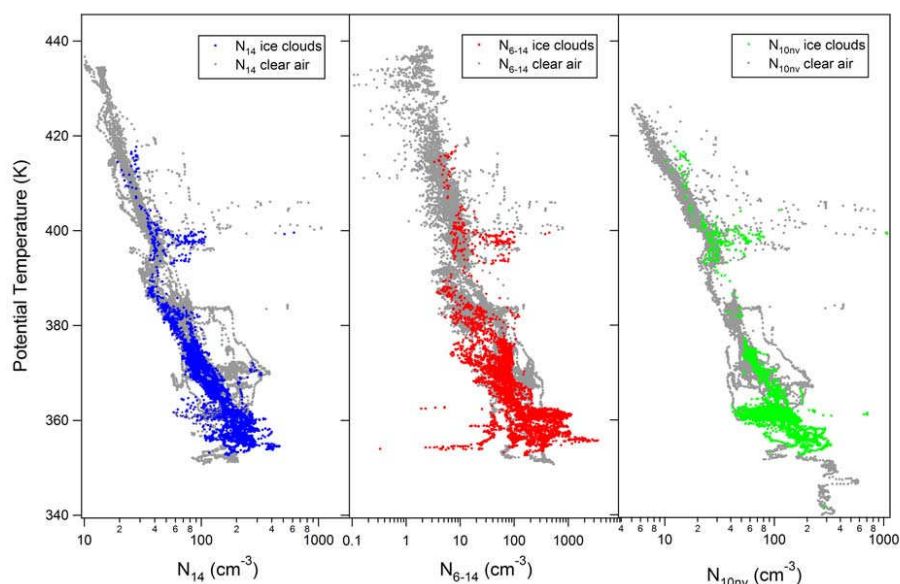 N14 ice clouds
N14 clear air
N6-14 ice clouds
N6-14 clear air
N10nv ice clouds
N10nv clear air
Potential Temperature (K)
440
420
400
380
360
340
10 2 4 6 8 100 2 4 6 8 1000
0.1 1 10 100 1000
4 6 8 10 2 4 6 8 100 2 4 6 8 1000
N14 (cm-3)
N6-14 (cm-3)
N10nv (cm-3)